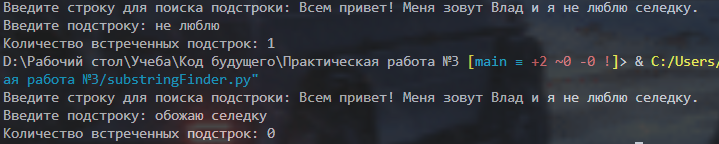 Введите строку для поиска подстроки: Всем привет! Меня зовут Влад и я не люблю селедку.
Введите подстроку: не люблю
Количество встреченных подстрок: 1
D:\Рабочий стол\Учеба\Код будущего\Практическая работа №3 [main ≡ +2 ~0 -0 !]> & C:/Users/
ая работа №3/substringFinder.py"
Введите строку для поиска подстроки: Всем привет! Меня зовут Влад и я не люблю селедку.
Введите подстроку: обожаю селедку
Количество встреченных подстрок: 0